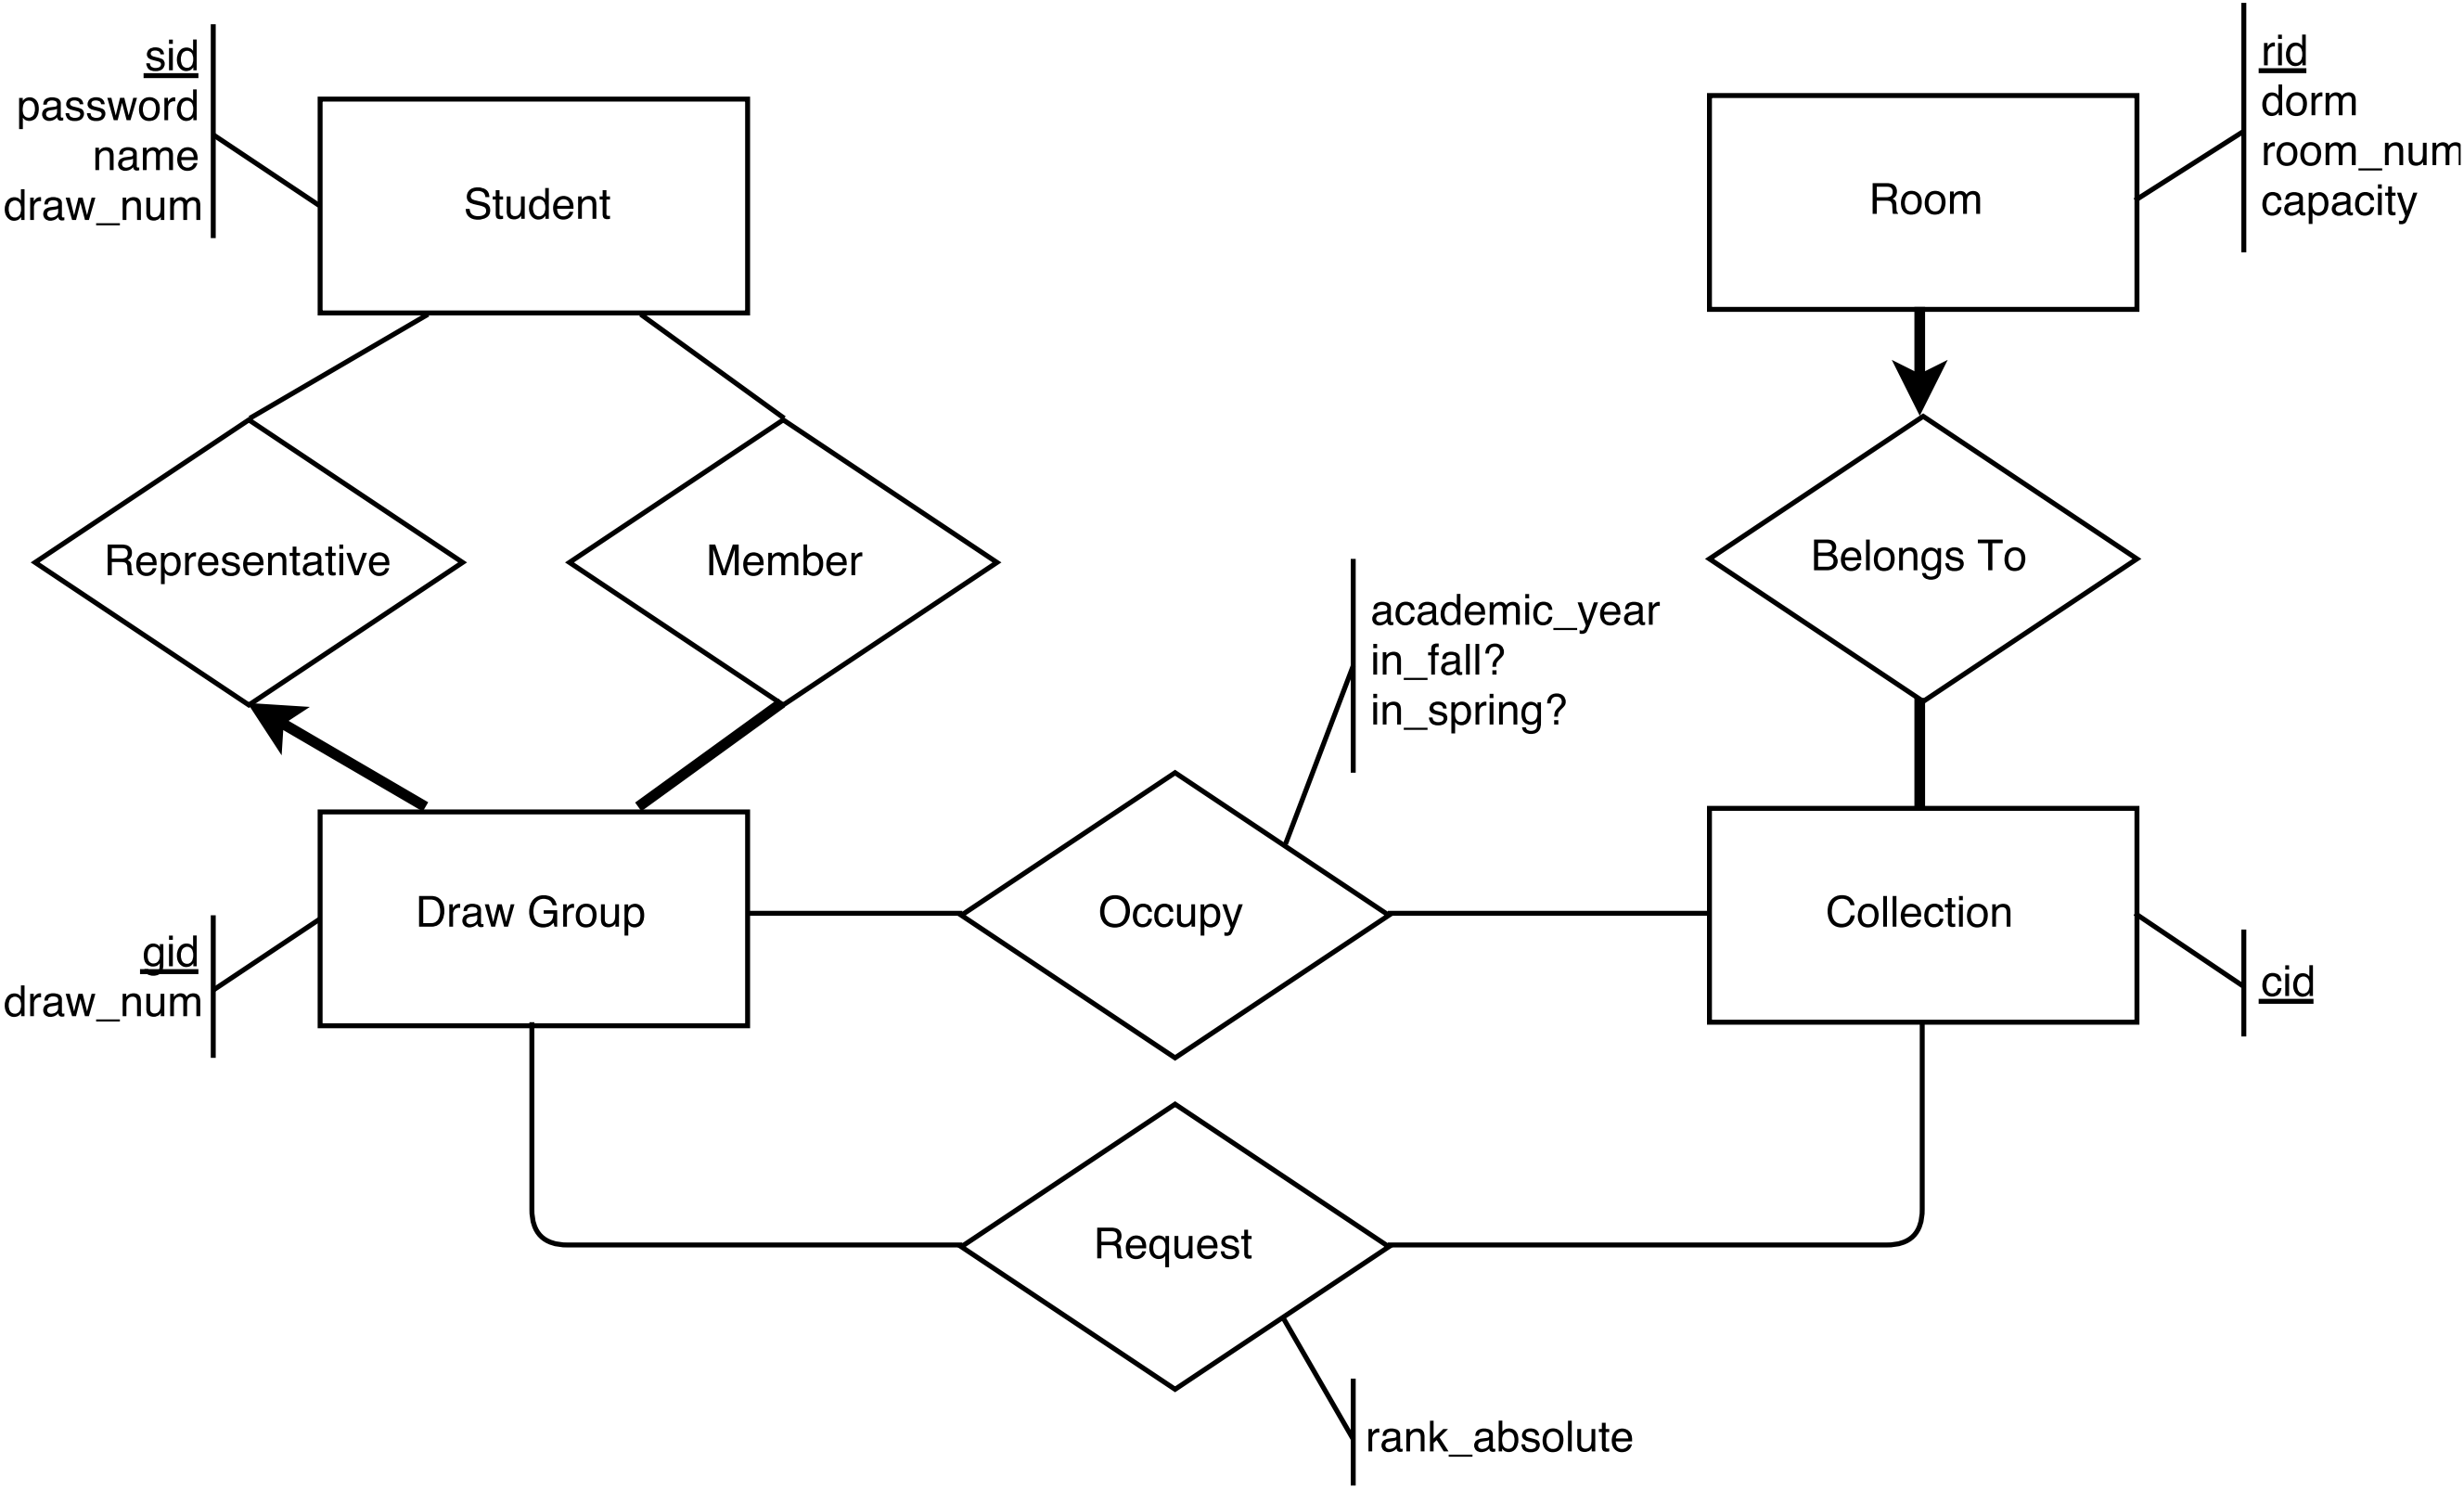 sid
password
name
draw_num
Student
Room
rid
dorm
room_num
capacity
Representative
Member
Belongs To
academic_year
in_fall?
in_spring?
Draw Group
Occupy
Collection
gid
draw_num
cid
Request
rank_absolute